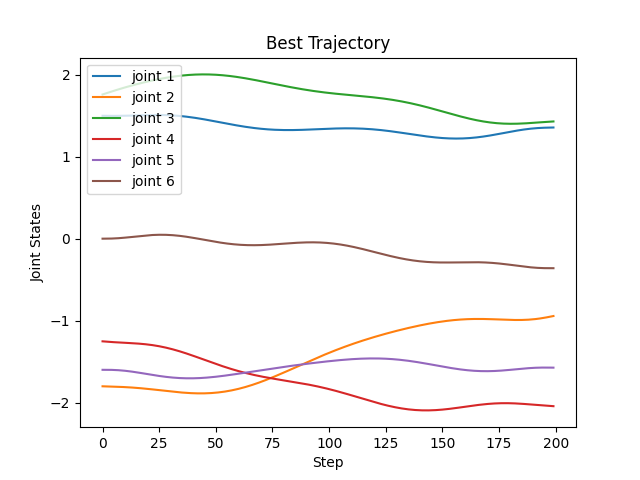 Best Trajectory
joint 1
joint 2
joint 3
joint 4
joint 5
joint 6
2
1
0
−1
−2
Joint States
0 25 50 75 100 125 150 175 200
Step